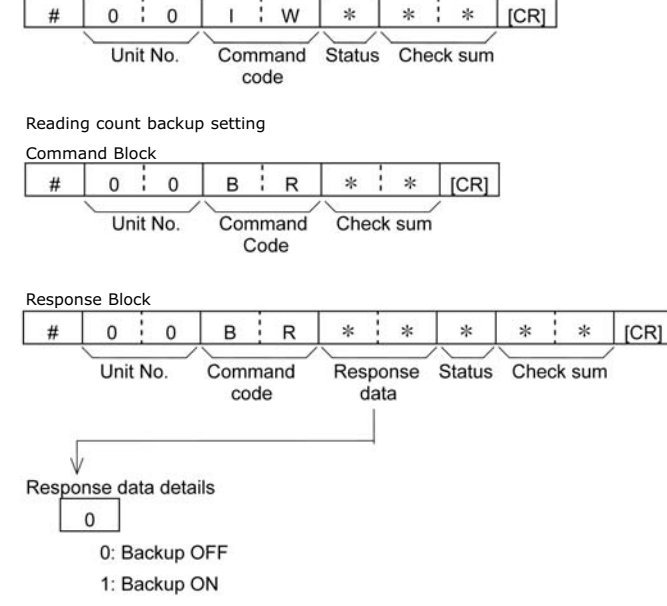 # 0 0 I W * * * [CR]
Unit No. Command code Status Check sum
Reading count backup setting
Command Block
# 0 0 B R * * [CR]
Unit No. Command Code Check sum
Response Block
# 0 0 B R * * * * * [CR]
Unit No. Command code Response data Status Check sum
Response data details
0
0: Backup OFF
1: Backup ON